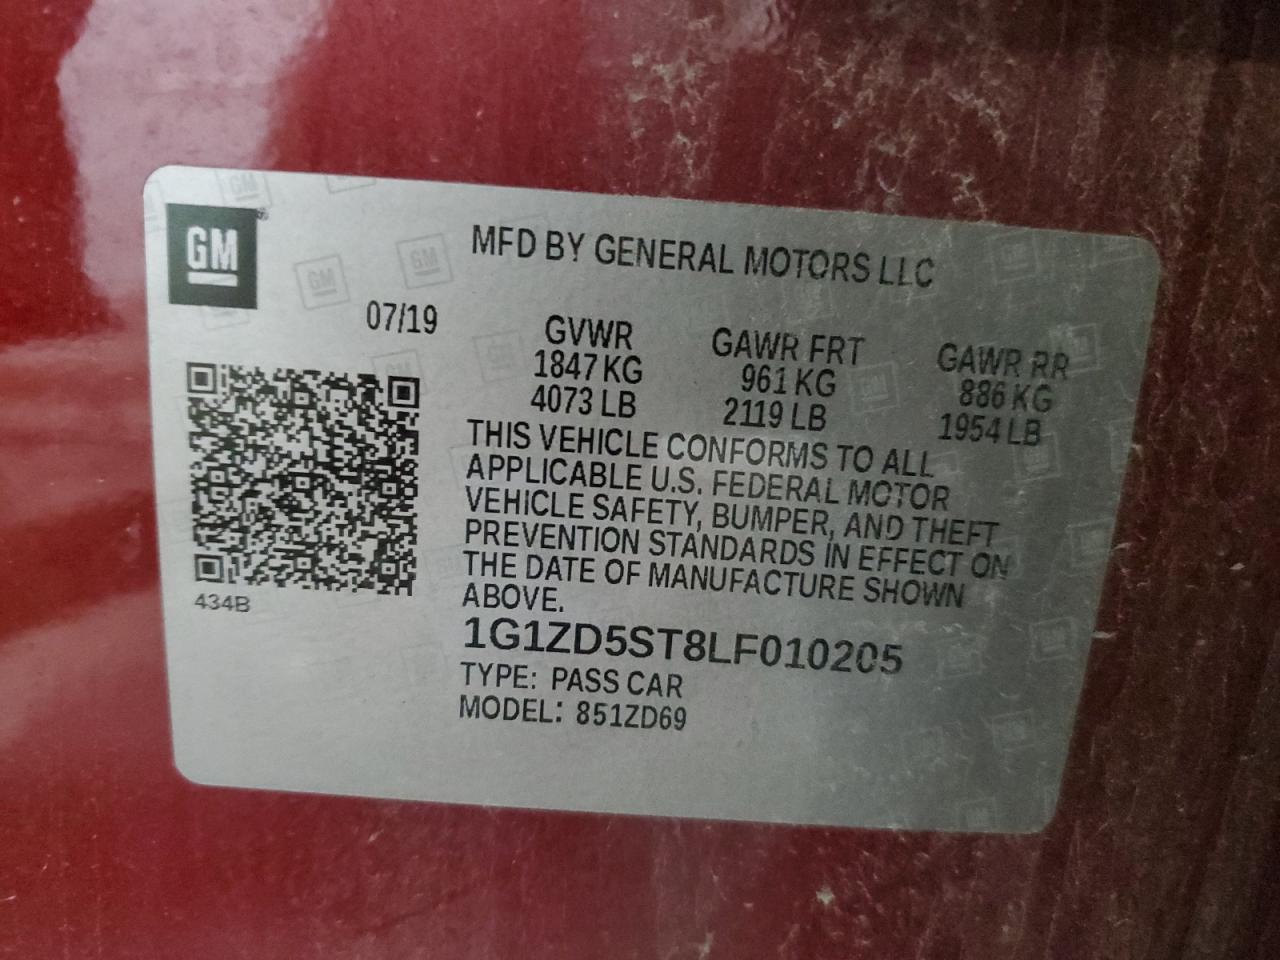 GM
MFD BY GENERAL MOTORS LLC
07/19
GVWR GAWR FRT GAWR RR
1847 KG 961 KG 886 KG
4073 LB 2119 LB 1954 LB
THIS VEHICLE CONFORMS TO ALL
APPLICABLE U.S. FEDERAL MOTOR
VEHICLE SAFETY, BUMPER, AND THEFT
PREVENTION STANDARDS IN EFFECT ON
THE DATE OF MANUFACTURE SHOWN
ABOVE.
434B
1G1ZD5ST8LF010205
TYPE: PASS CAR
MODEL: 851ZD69